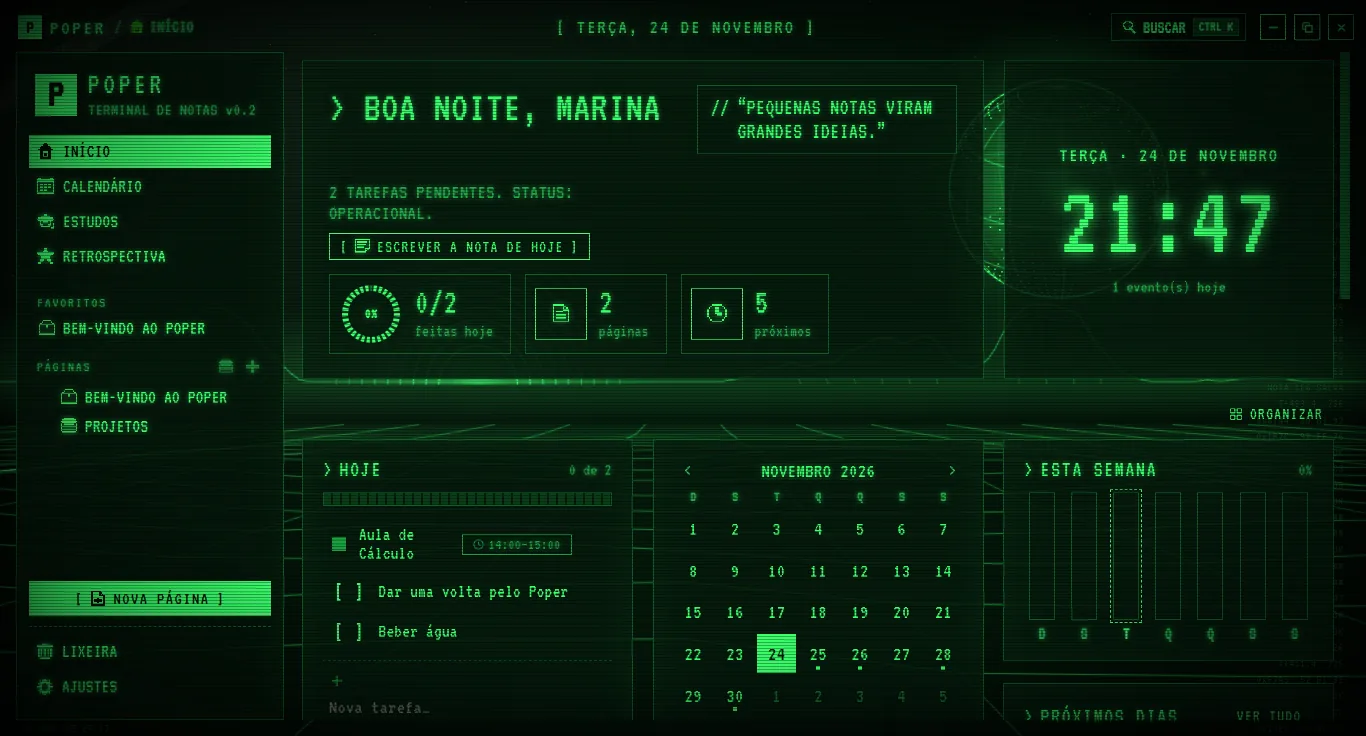 P POPER / INÍCIO
[ TERÇA, 24 DE NOVEMBRO ]
BUSCAR CTRL K
P
POPER
TERMINAL DE NOTAS v0.2
INÍCIO
CALENDÁRIO
ESTUDOS
RETROSPECTIVA
FAVORITOS
BEM-VINDO AO POPER
PÁGINAS
BEM-VINDO AO POPER
PROJETOS
[ NOVA PÁGINA ]
LIXEIRA
AJUSTES
> BOA NOITE, MARINA
// “PEQUENAS NOTAS VIRAM
GRANDES IDEIAS.”
2 TAREFAS PENDENTES. STATUS:
OPERACIONAL.
[ ESCREVER A NOTA DE HOJE ]
0%
0/2
feitas hoje
2
páginas
5
próximos
TERÇA · 24 DE NOVEMBRO
21:47
1 evento(s) hoje
ORGANIZAR
> HOJE
0 de 2
Aula de
Cálculo
14:00–15:00
[ ] Dar uma volta pelo Poper
[ ] Beber água
+
Nova tarefa_
‹ NOVEMBRO 2026 ›
D S T Q Q S S
1 2 3 4 5 6 7
8 9 10 11 12 13 14
15 16 17 18 19 20 21
22 23 24 25 26 27 28
29 30 1 2 3 4 5
> ESTA SEMANA
0%
D S T Q Q S S
> PRÓXIMOS DIAS
VER TUDO